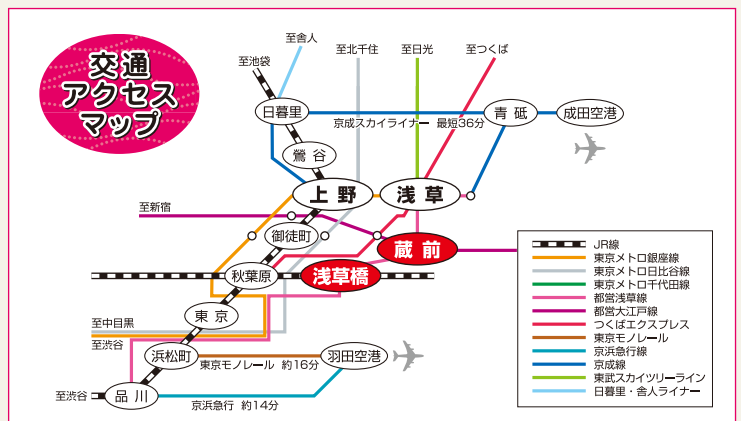 交通
アクセス
マップ
至舎人
至池袋
至北千住
至日光
至つくば
日暮里
京成スカイライナー 最短36分
青砥
成田空港
鶯谷
上野
浅草
至新宿
御徒町
蔵前
秋葉原
浅草橋
東京
至中目黒
至渋谷
浜松町
東京モノレール 約16分
羽田空港
至渋谷
品川
京浜急行 約14分
JR線
東京メトロ銀座線
東京メトロ日比谷線
東京メトロ千代田線
都営浅草線
都営大江戸線
つくばエクスプレス
東京モノレール
京浜急行線
京成線
東武スカイツリーライン
日暮里・舎人ライナー